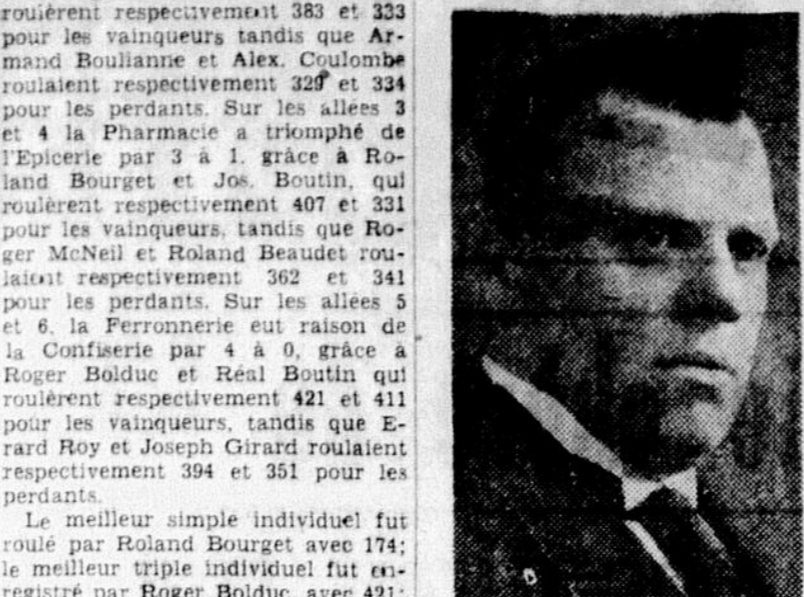 roulèrent respectivement 383 et 333
pour les vainqueurs tandis que Ar-
mand Boulianne et Alex. Coulombe
roulaient respectivement 329 et 334
pour les perdants. Sur les allées 3
et 4 la Pharmacie a triomphé de
l'Epicerie par 3 à 1, grâce à Ro-
land Bourget et Jos. Boutin, qui
roulèrent respectivement 407 et 331
pour les vainqueurs, tandis que Ro-
ger McNeil et Roland Beaudet rou-
laient respectivement 362 et 341
pour les perdants. Sur les allées 5
et 6, la Ferronnerie eut raison de
la Confiserie par 4 à 0, grâce à
Roger Bolduc et Réal Boutin qui
roulèrent respectivement 421 et 411
pour les vainqueurs, tandis que E-
rard Roy et Joseph Girard roulaient
respectivement 394 et 351 pour les
perdants.
Le meilleur simple individuel fut
roulé par Roland Bourget avec 174;
le meilleur triple individuel fut en-
registré par Roger Bolduc, avec 421;